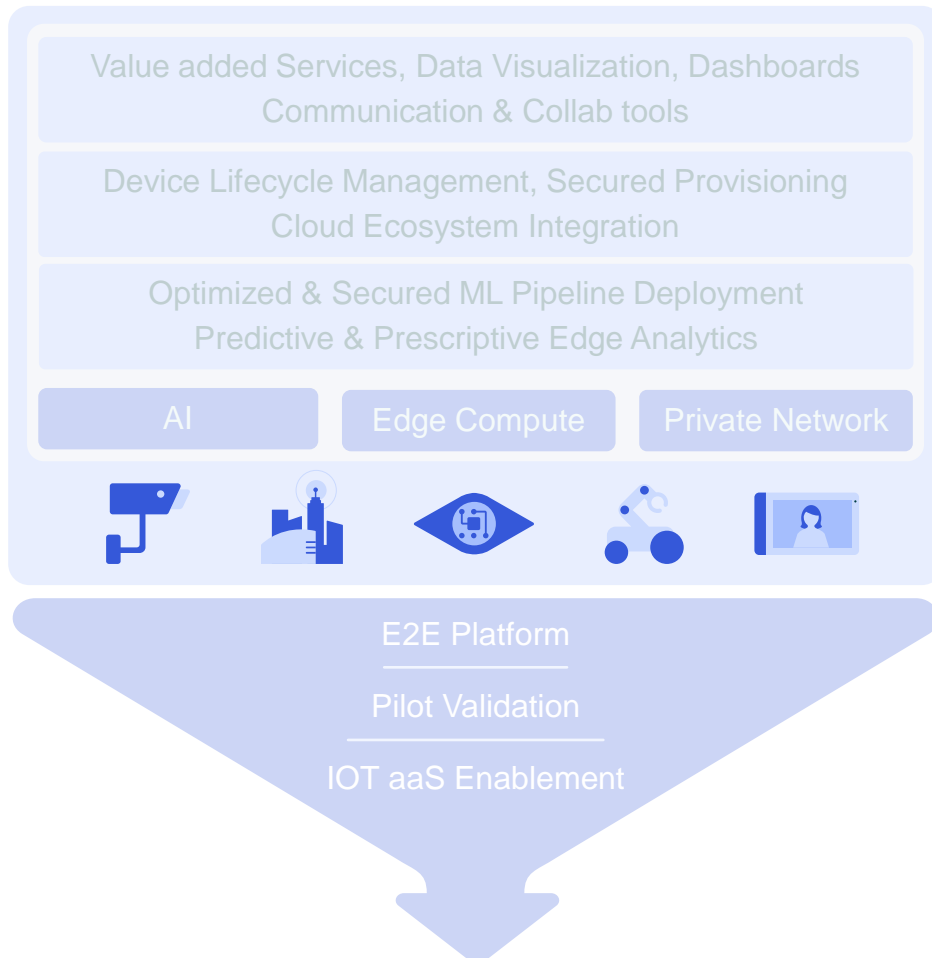 Value added Services, Data Visualization, Dashboards
Communication & Collab tools
Device Lifecycle Management, Secured Provisioning
Cloud Ecosystem Integration
Optimized & Secured ML Pipeline Deployment
Predictive & Prescriptive Edge Analytics
AI
Edge Compute
Private Network
E2E Platform
Pilot Validation
IOT aaS Enablement